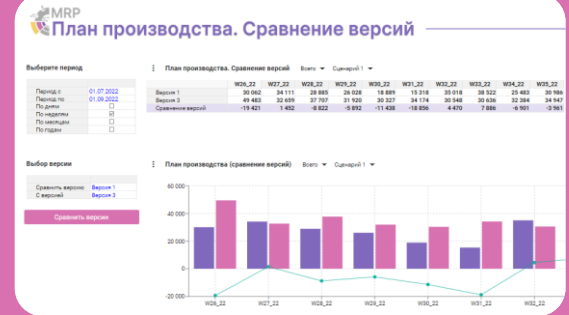 MRP
План производства. Сравнение версий
Выберите период
Период с 01.07.2022
Период по 01.09.2022
По дням
По неделям
По месяцам
По годам
План производства. Сравнение версий Всего Сценарий 1
W26_22 W27_22 W28_22 W29_22 W30_22 W31_22 W32_22 W33_22 W34_22 W35_22
Версия 1 30 062 34 111 28 885 26 028 18 889 15 318 35 018 38 522 25 483 30 986
Версия 3 49 483 32 659 37 707 31 920 30 327 34 174 30 548 30 636 32 384 34 947
Сравнение версий -19 421 1 452 -8 822 -5 892 -11 438 -18 856 4 470 7 886 -6 901 -3 961
Выбор версии
Сравнить версию Версия 1
С версией Версия 3
Сравнить версии
План производства (сравнение версий) Всего Сценарий 1
60 000
40 000
20 000
0
-20 000
W26_22 W27_22 W28_22 W29_22 W30_22 W31_22 W32_22